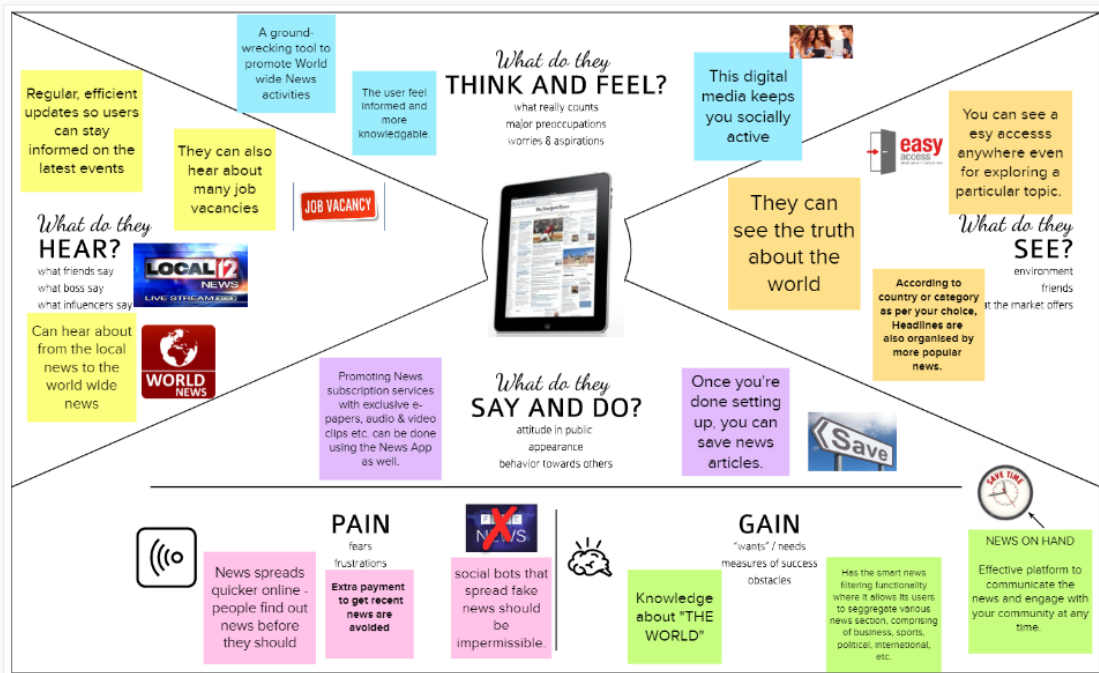 A ground-
wrecking tool to
promote World
wide News
activities
The user feel
informed and
more
knowledgable.
What do they
THINK AND FEEL?
what really counts
major preoccupations
worries & aspirations
This digital
media keeps
you socially
active
Regular, efficient
updates so users
can stay
informed on the
latest events
They can also
hear about
many job
vacancies
JOB VACANCY
What do they
HEAR?
what friends say
what boss say
what influencers say
LOCAL 12
NEWS
Can hear about
from the local
news to the
world wide
news
WORLD
NEWS
easy
access
You can see a
esy accesss
anywhere even
for exploring a
particular topic.
They can
see the truth
about the
world
What do they
SEE?
environment
friends
at the market offers
According to
country or category
as per your choice,
Headlines are
also organised by
more popular
news.
Promoting News
subscription services
with exclusive e-
papers, audio & video
clips etc. can be done
using the News App
as well.
What do they
SAY AND DO?
attitude in public
appearance
behavior towards others
Once you're
done setting
up, you can
save news
articles.
Save
PAIN
fears
frustrations
News spreads
quicker online -
people find out
news before
they should
Extra payment
to get recent
news are
avoided
NEWS
social bots that
spread fake
news should
be
impermissible.
GAIN
"wants" / needs
measures of success
obstacles
Knowledge
about "THE
WORLD"
Has the smart news
filtering functionality
where it allows its users
to seggregate various
news section, comprising
of business, sports,
political, international,
etc.
SAVE TIME
NEWS ON HAND
Effective platform to
communicate the
news and engage with
your community at any
time.